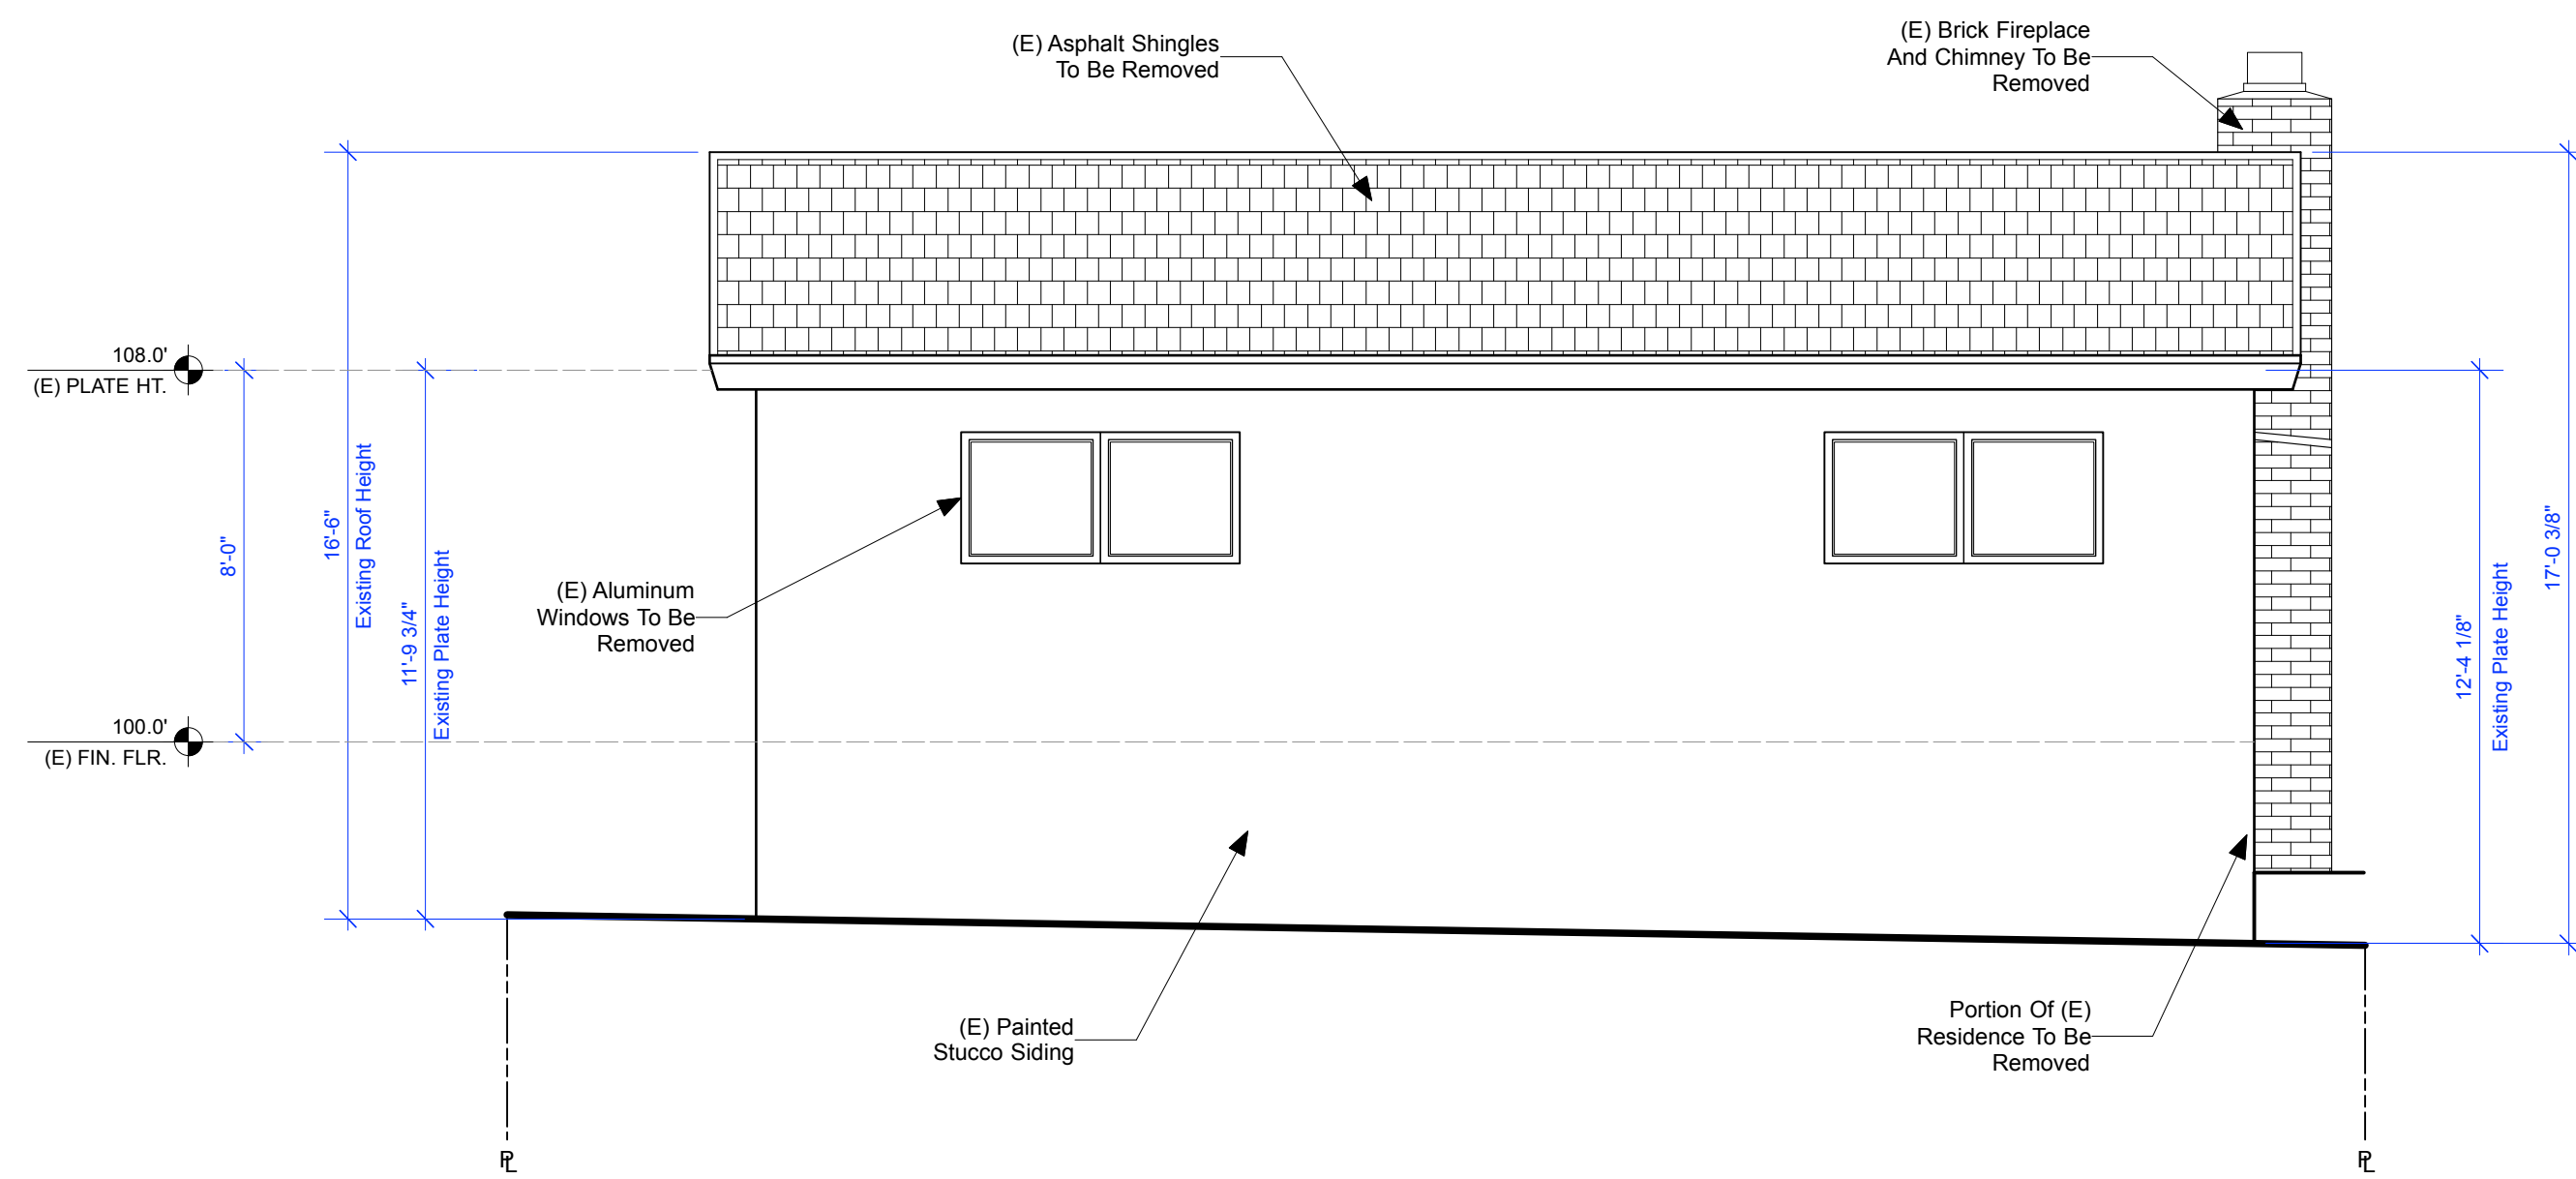 (E) Asphalt Shingles
To Be Removed
(E) Brick Fireplace
And Chimney To Be
Removed
108.0'
(E) PLATE HT.
8'-0"
16'-6"
Existing Roof Height
11'-9 3/4"
Existing Plate Height
(E) Aluminum
Windows To Be
Removed
12'-4 1/8"
Existing Plate Height
17'-0 3/8"
100.0'
(E) FIN. FLR.
(E) Painted
Stucco Siding
Portion Of (E)
Residence To Be
Removed
PL
PL